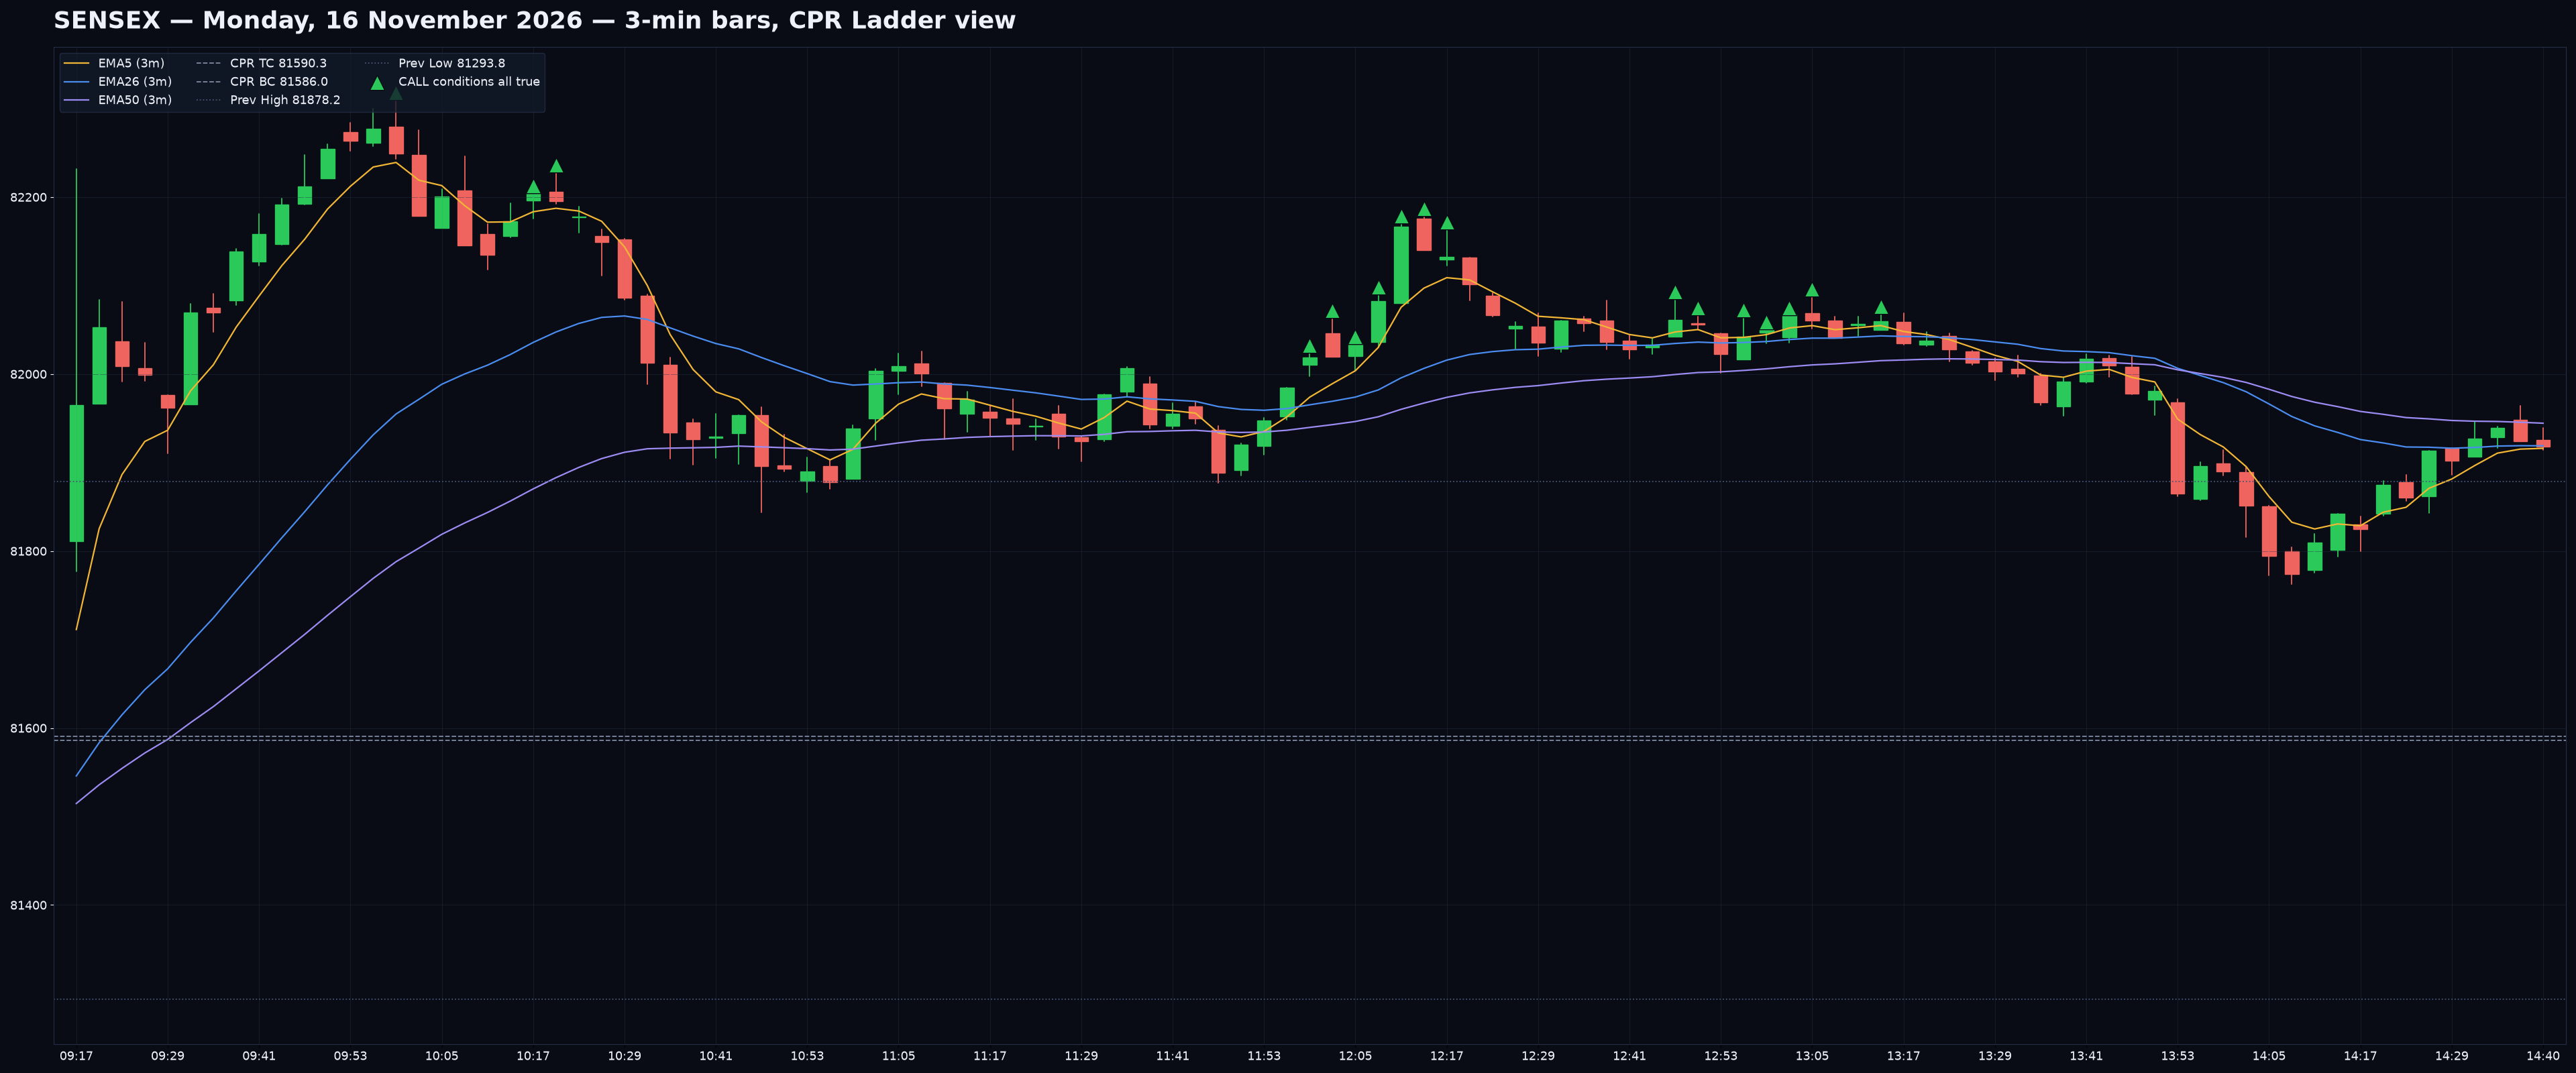 SENSEX — Monday, 16 November 2026 — 3-min bars, CPR Ladder view
EMA5 (3m)
EMA26 (3m)
EMA50 (3m)
CPR TC 81590.3
CPR BC 81586.0
Prev High 81878.2
Prev Low 81293.8
CALL conditions all true
82200
82000
81800
81600
81400
09:17 09:29 09:41 09:53 10:05 10:17 10:29 10:41 10:53 11:05 11:17 11:29 11:41 11:53 12:05 12:17 12:29 12:41 12:53 13:05 13:17 13:29 13:41 13:53 14:05 14:17 14:29 14:40